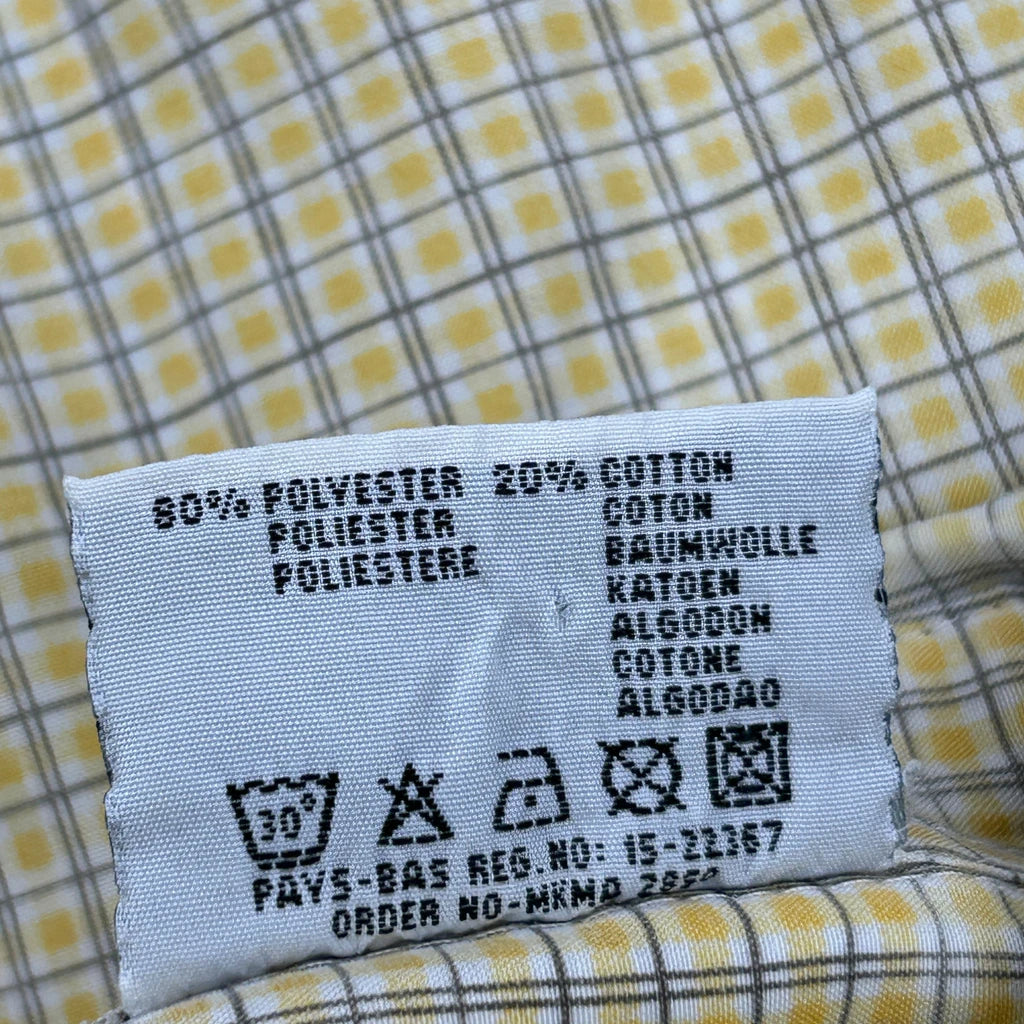 80% POLYESTER 20% COTTON
POLIESTER COTON
POLIESTERE BAUMWOLLE
KATOEN
ALGODON
COTONE
ALGODAO
30°
PAYS-BAS REG.NO: 15-22367
ORDER NO-MKMA